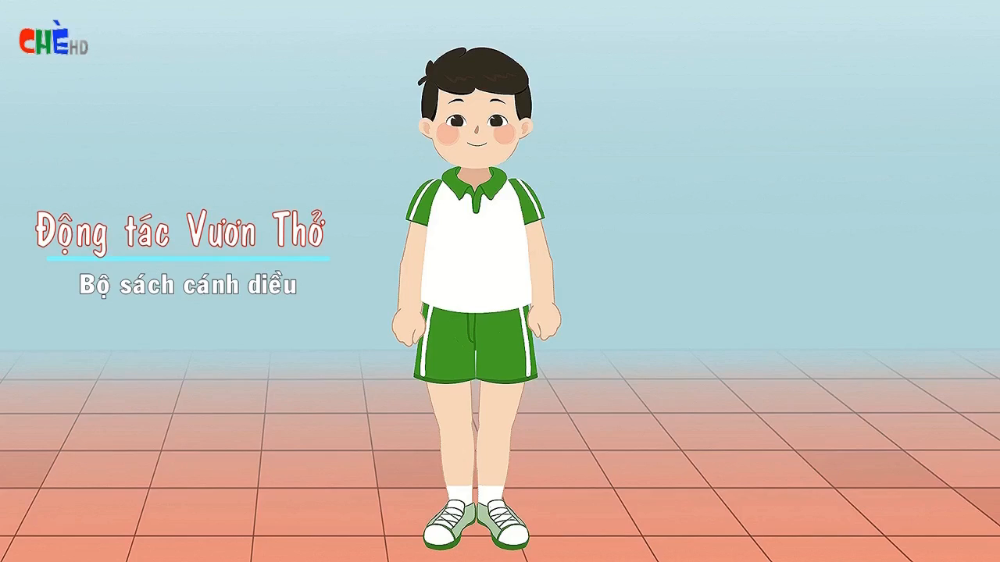 CHÈHD
Động tác Vươn Thở
Bộ sách cánh diều